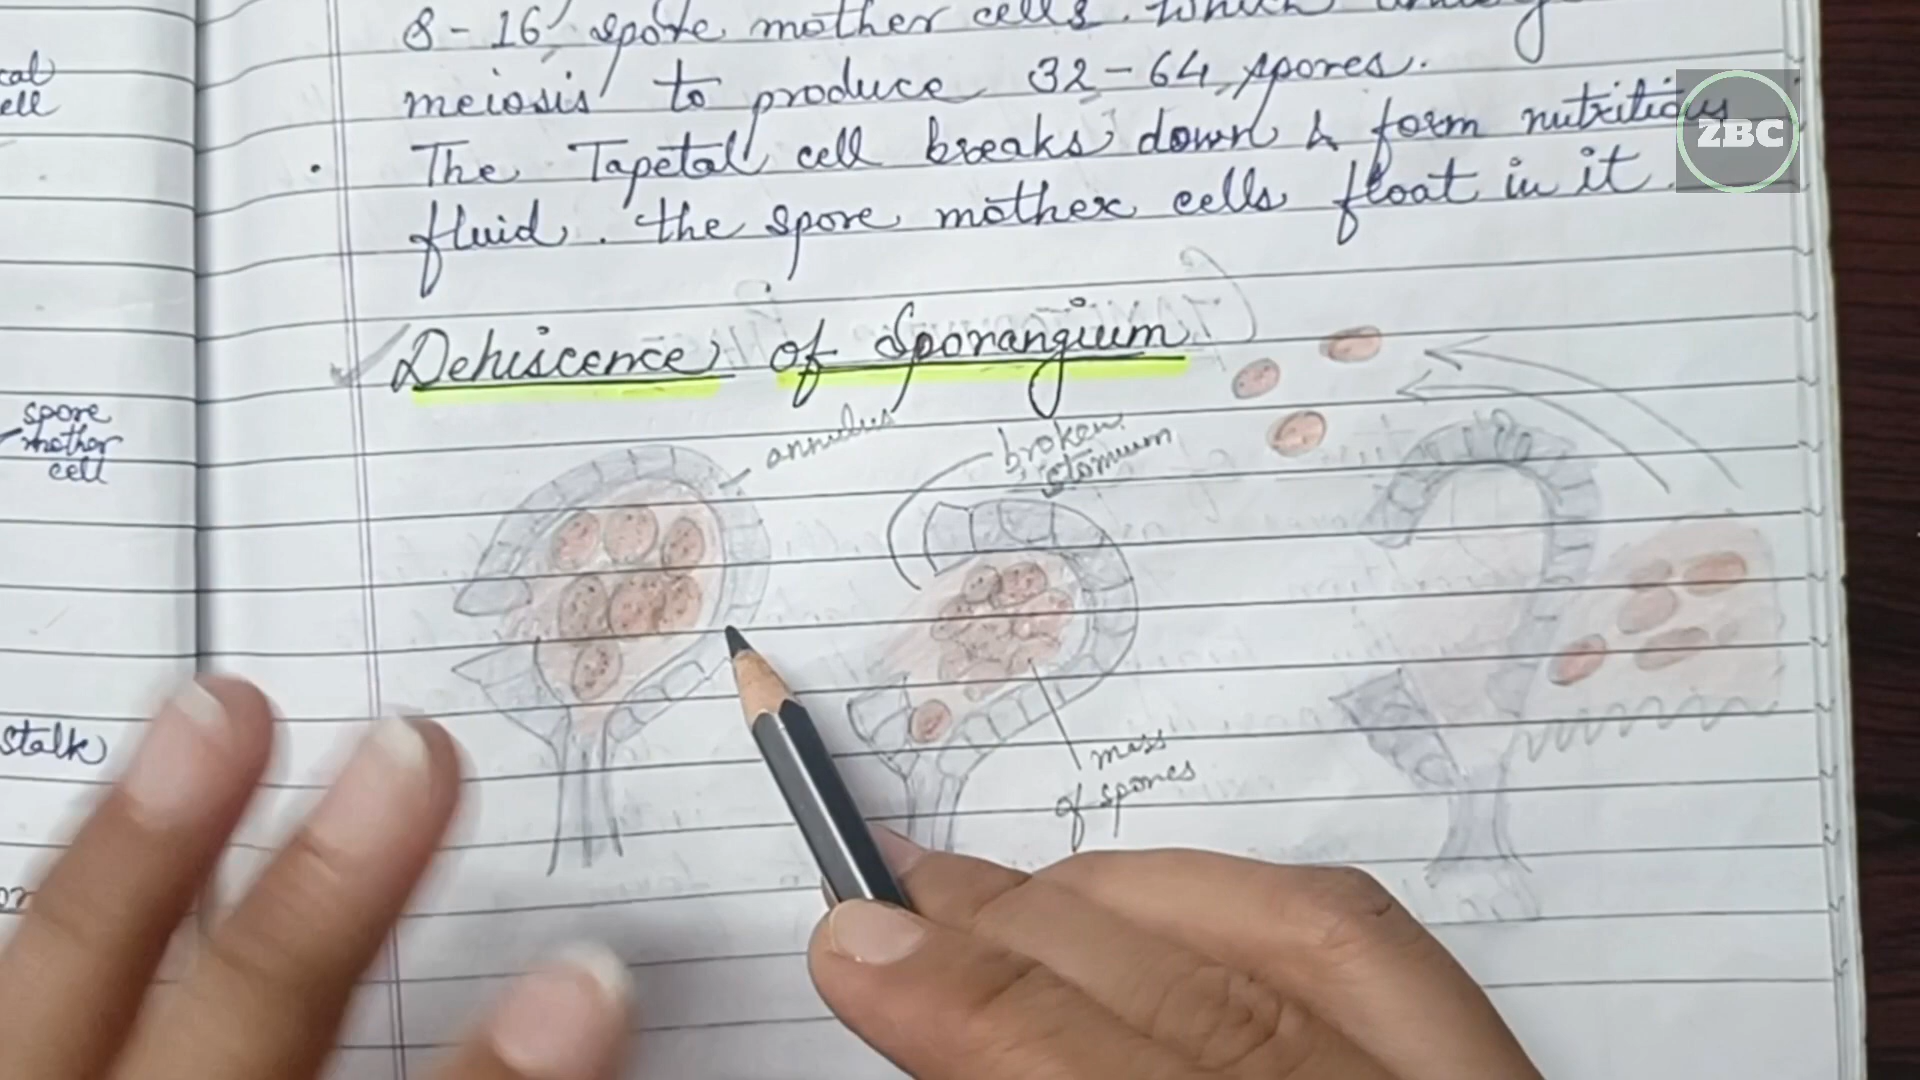 cal
ell
spore
mother
cell
stalk
8-16 spore mother cells. which
meiosis to produce 32-64 spores.
. The Tapetal cell breaks down & form nutritious
fluid. the spore mother cells float in it.
Dehiscence of Sporangium
annulus
broken
stomium
mass
of spores
ZBC